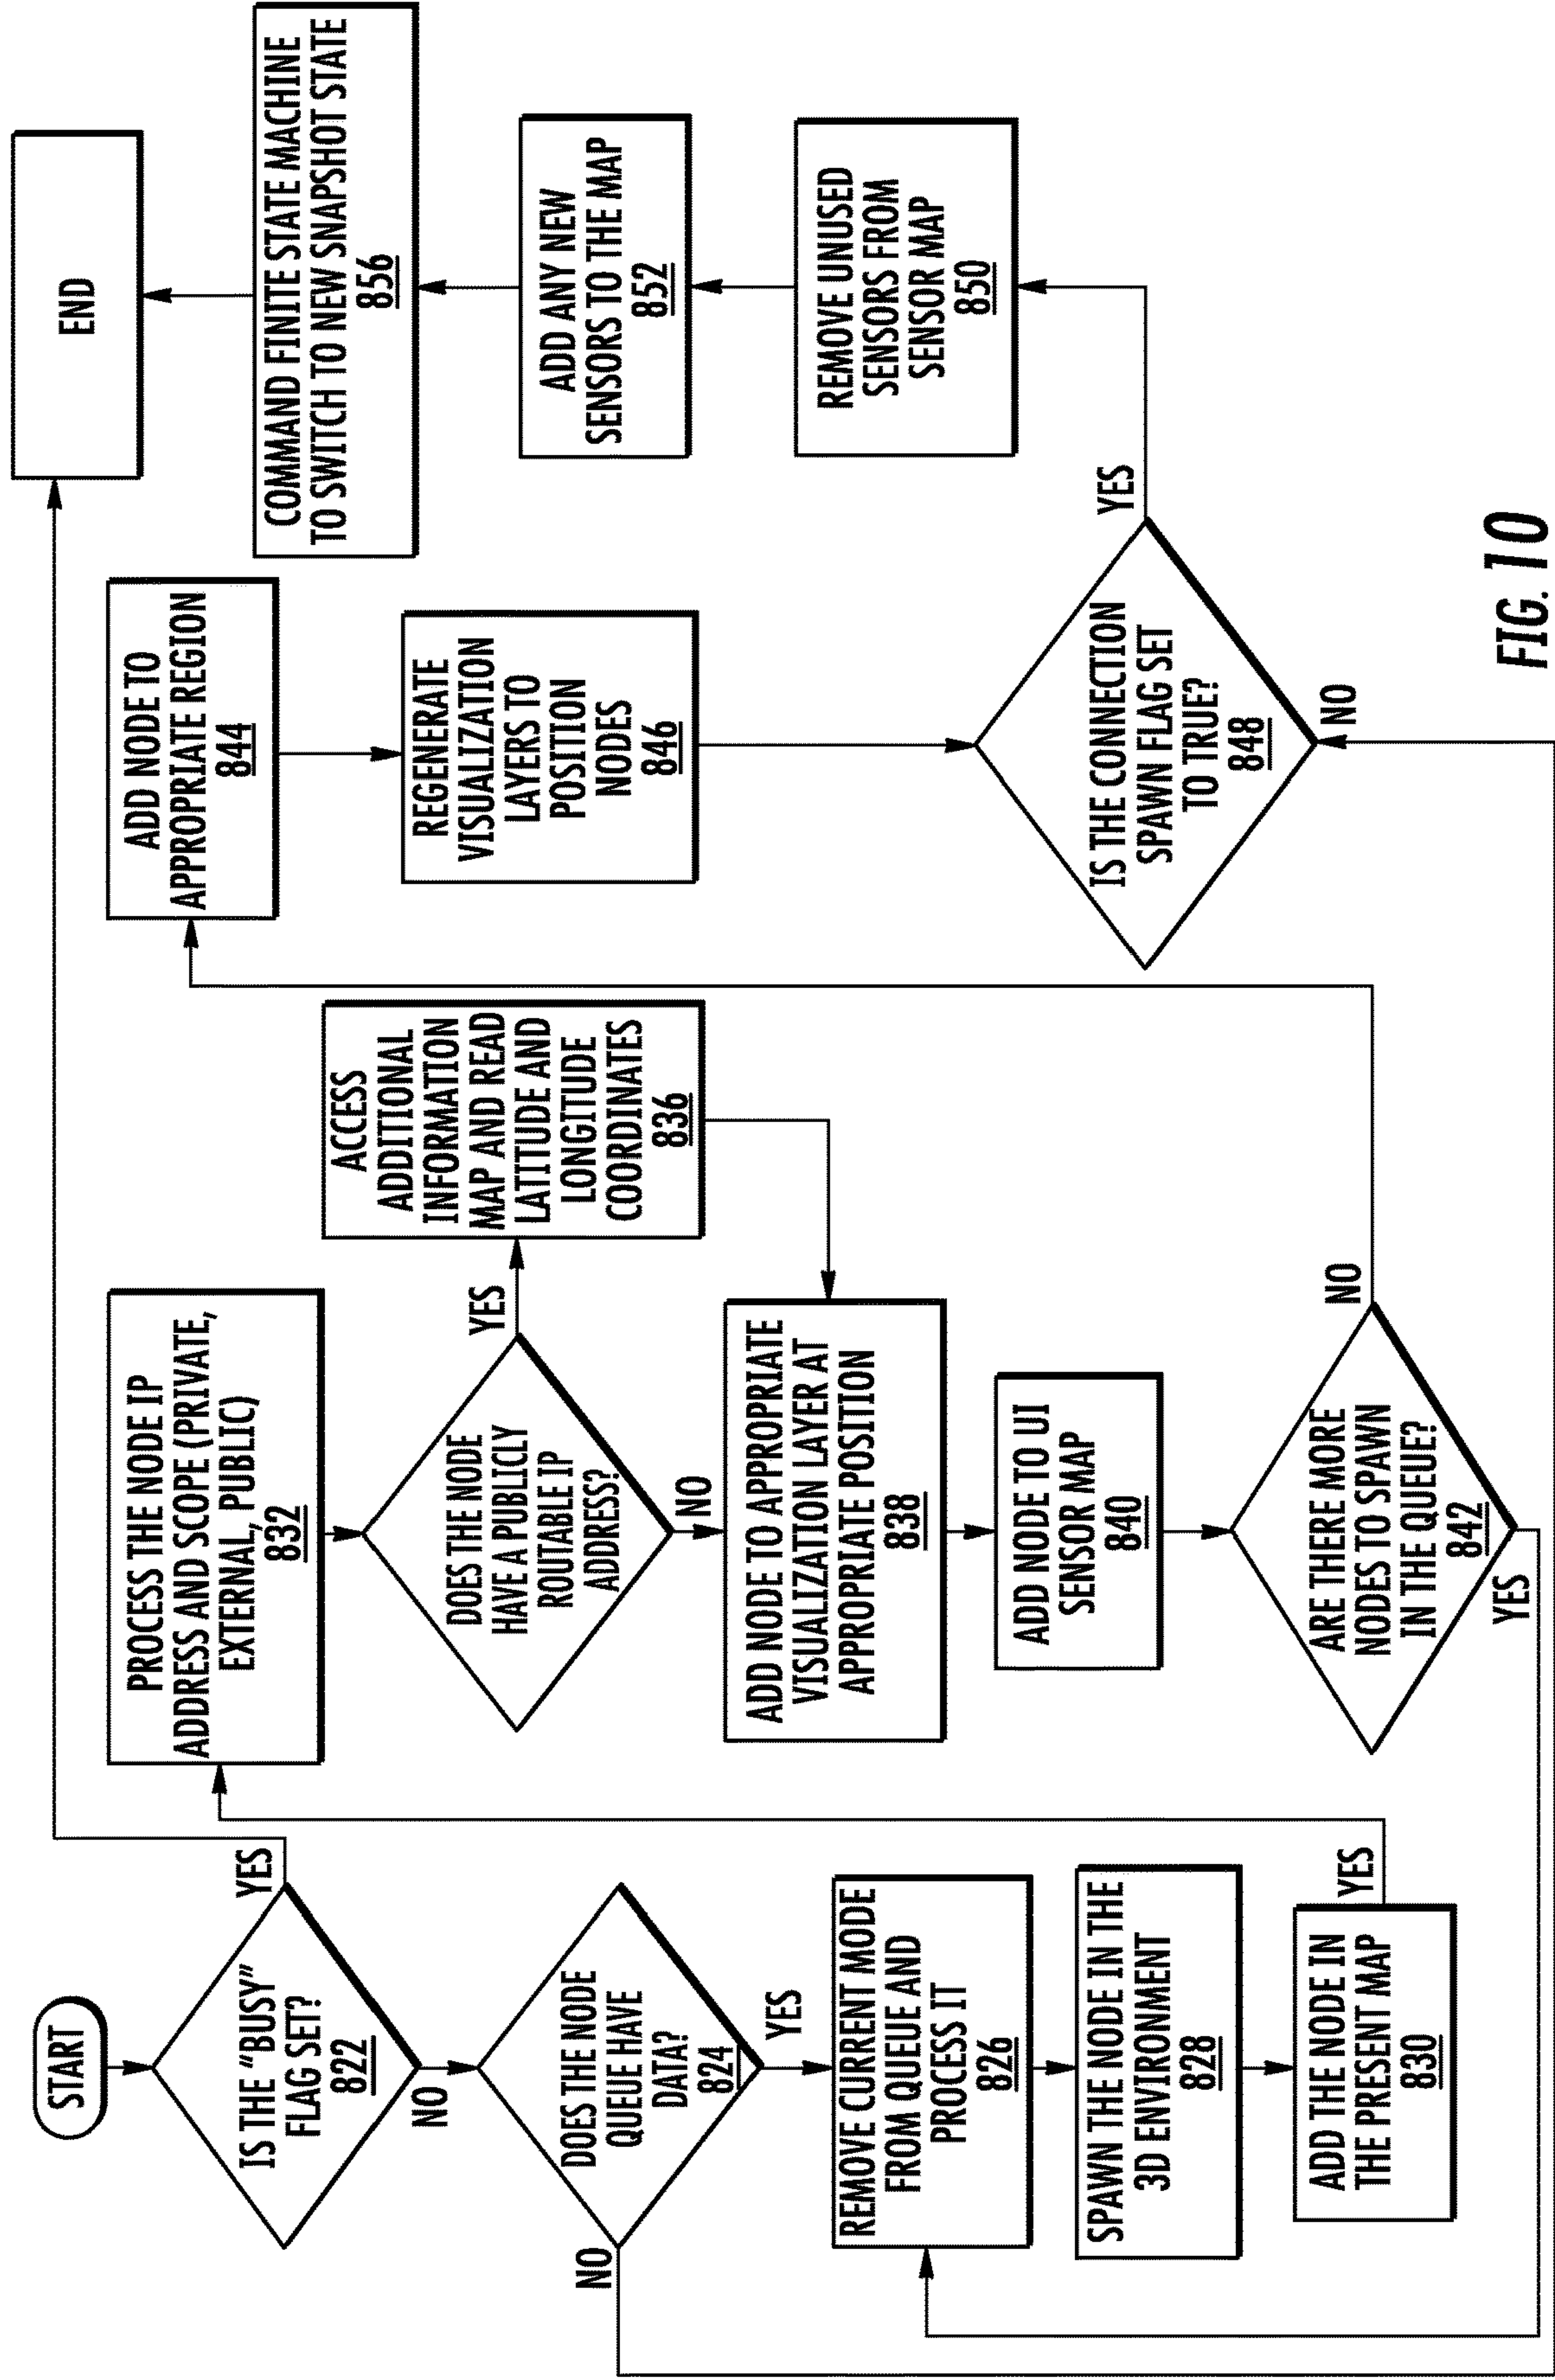 START
IS THE "BUSY"
FLAG SET?
822
YES
NO
DOES THE NODE
QUEUE HAVE
DATA?
824
NO
YES
REMOVE CURRENT MODE
FROM QUEUE AND
PROCESS IT
826
SPAWN THE NODE IN THE
3D ENVIRONMENT
828
ADD THE NODE IN
THE PRESENT MAP
830
YES
PROCESS THE NODE IP
ADDRESS AND SCOPE (PRIVATE,
EXTERNAL, PUBLIC)
832
DOES THE NODE
HAVE A PUBLICLY
ROUTABLE IP
ADDRESS?
YES
NO
ACCESS
ADDITIONAL
INFORMATION
MAP AND READ
LATITUDE AND
LONGITUDE
COORDINATES
836
ADD NODE TO APPROPRIATE
VISUALIZATION LAYER AT
APPROPRIATE POSITION
838
ADD NODE TO UI
SENSOR MAP
840
ARE THERE MORE
NODES TO SPAWN
IN THE QUEUE?
842
NO
YES
ADD NODE TO
APPROPRIATE REGION
844
REGENERATE
VISUALIZATION
LAYERS TO
POSITION
NODES
846
IS THE CONNECTION
SPAWN FLAG SET
TO TRUE?
848
YES
NO
REMOVE UNUSED
SENSORS FROM
SENSOR MAP
850
ADD ANY NEW
SENSORS TO THE MAP
852
COMMAND FINITE STATE MACHINE
TO SWITCH TO NEW SNAPSHOT STATE
856
END
FIG. 10